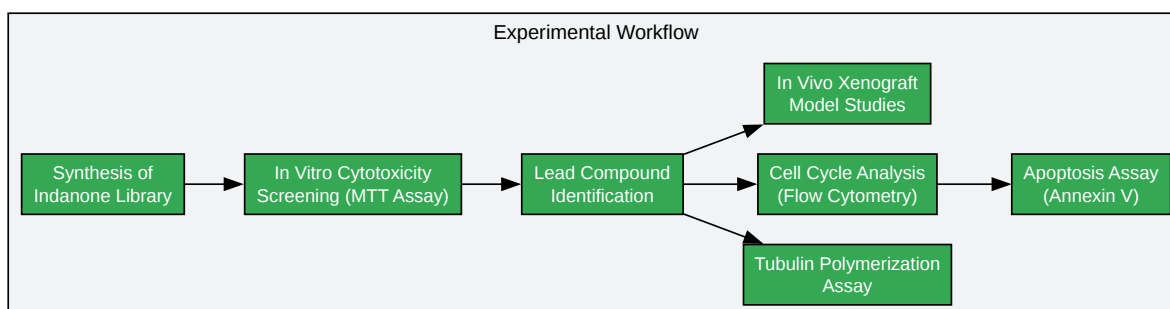 Experimental Workflow
Synthesis of
Indanone Library
In Vitro Cytotoxicity
Screening (MTT Assay)
Lead Compound
Identification
In Vivo Xenograft
Model Studies
Cell Cycle Analysis
(Flow Cytometry)
Tubulin Polymerization
Assay
Apoptosis Assay
(Annexin V)